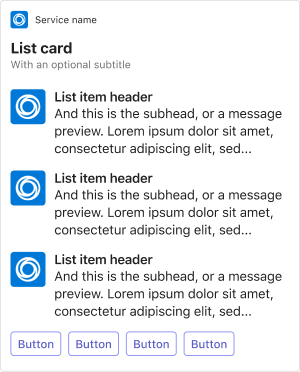 Service name
List card
With an optional subtitle
List item header
And this is the subhead, or a message
preview. Lorem ipsum dolor sit amet,
consectetur adipiscing elit, sed...
List item header
And this is the subhead, or a message
preview. Lorem ipsum dolor sit amet,
consectetur adipiscing elit, sed...
List item header
And this is the subhead, or a message
preview. Lorem ipsum dolor sit amet,
consectetur adipiscing elit, sed...
Button Button Button Button